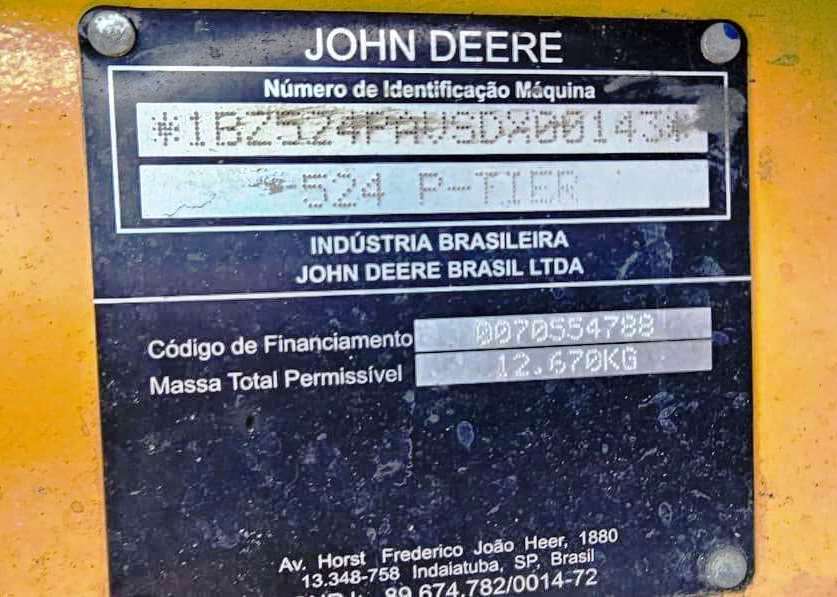 JOHN DEERE
Número de Identificação Máquina
*1BZ524PAVSD
524 P-TIER
INDÚSTRIA BRASILEIRA
JOHN DEERE BRASIL LTDA
Código de Financiamento 0070554788
Massa Total Permissível 12.670KG
Av. Horst Frederico João Heer, 1880
13.348-758 Indaiatuba, SP, Brasil
89.674.782/0014-72